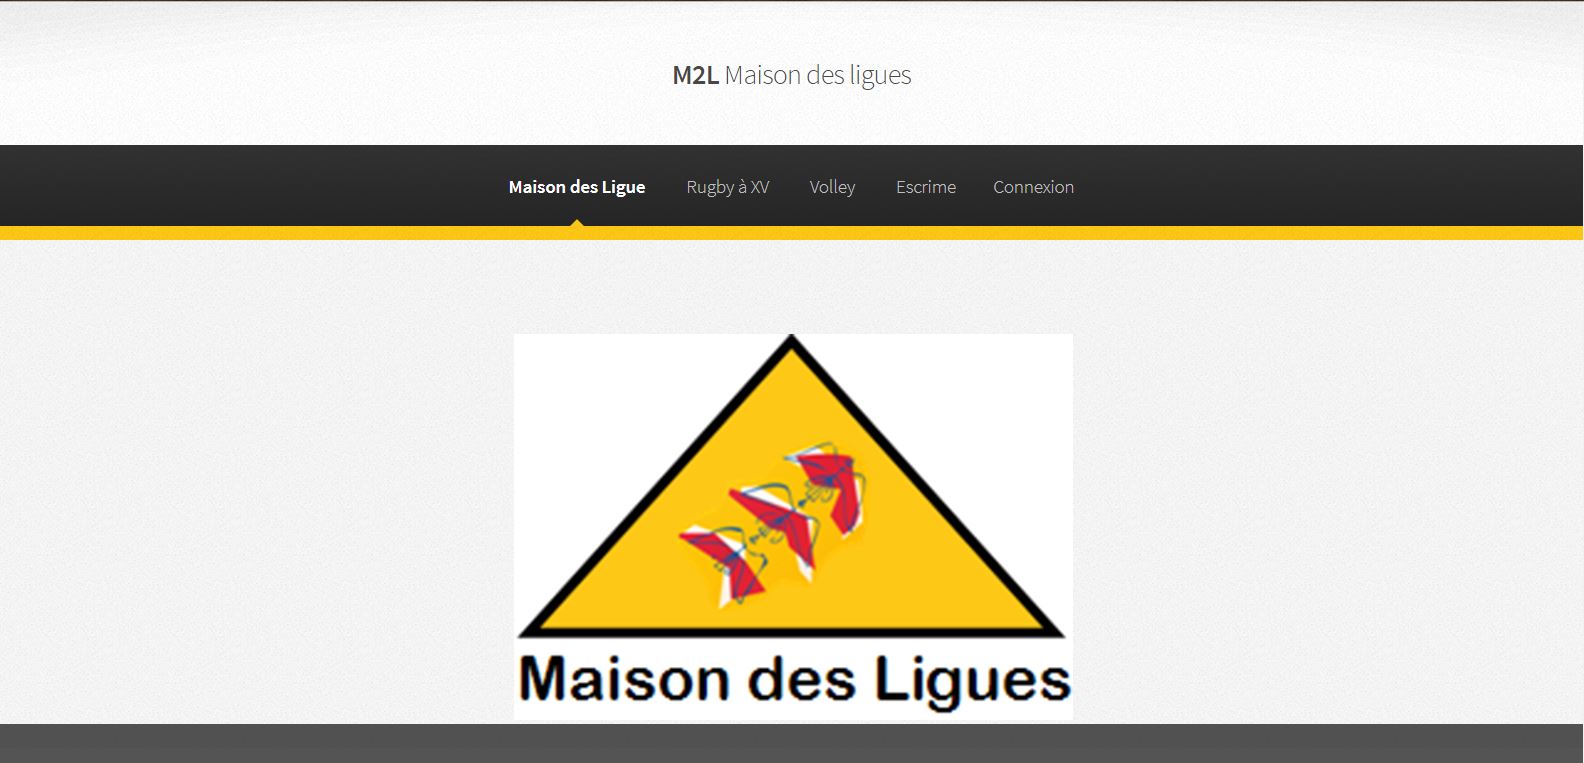 M2L Maison des ligues
Maison des Ligue Rugby à XV Volley Escrime Connexion
Maison des Ligues